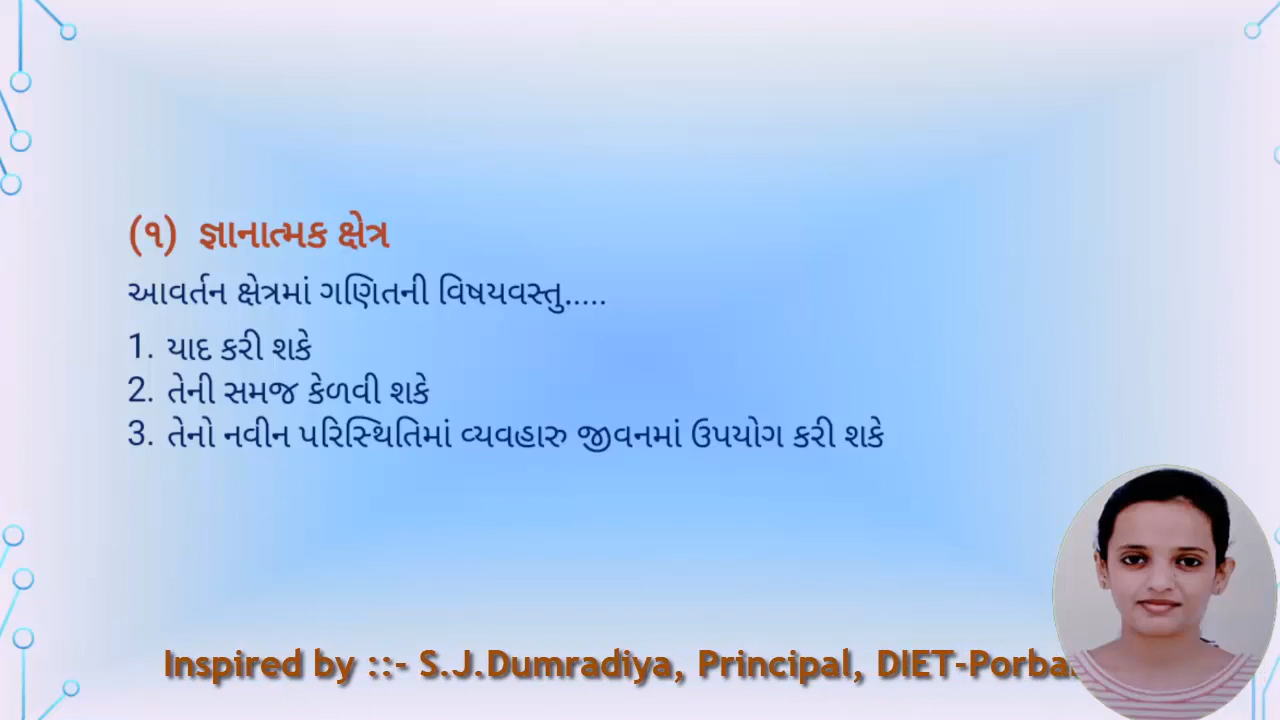 (૧) જ્ઞાનાત્મક ક્ષેત્ર
આવર્તન ક્ષેત્રમાં ગણિતની વિષયવસ્તુ.....
1. યાદ કરી શકે
2. તેની સમજ કેળવી શકે
3. તેનો નવીન પરિસ્થિતિમાં વ્યવહારુ જીવનમાં ઉપયોગ કરી શકે
Inspired by ::- S.J.Dumradiya, Principal, DIET-Porba